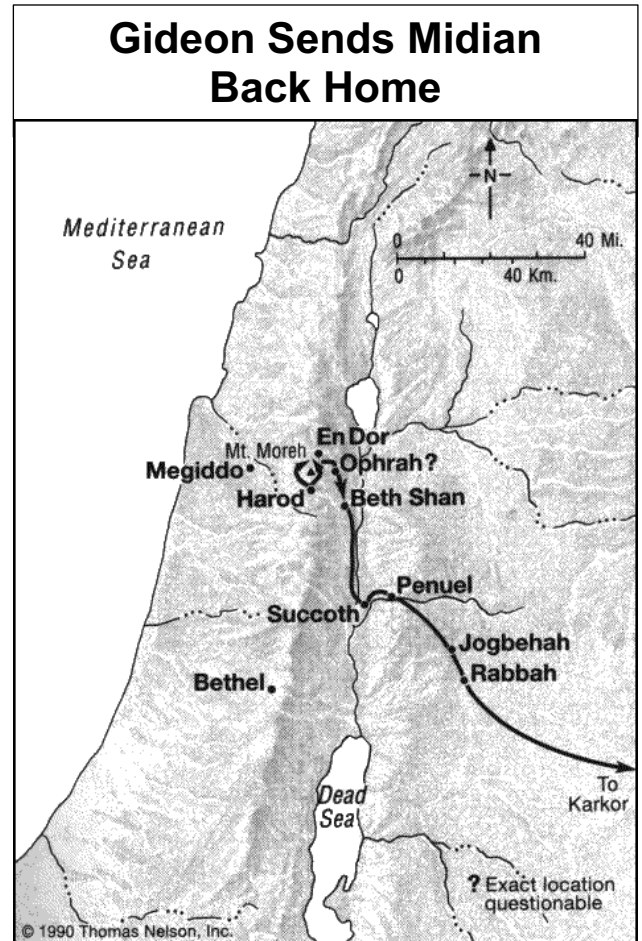 Gideon Sends Midian
Back Home
Mediterranean
Sea
N
0
40 Mi.
0
40 Km.
En Dor
Mt. Moreh
Ophrah?
Megiddo
Harod
Beth Shan
Penuel
Succoth
Jogbehah
Rabbah
Bethel
To
Karkor
Dead
Sea
? Exact location
questionable
© 1990 Thomas Nelson, Inc.